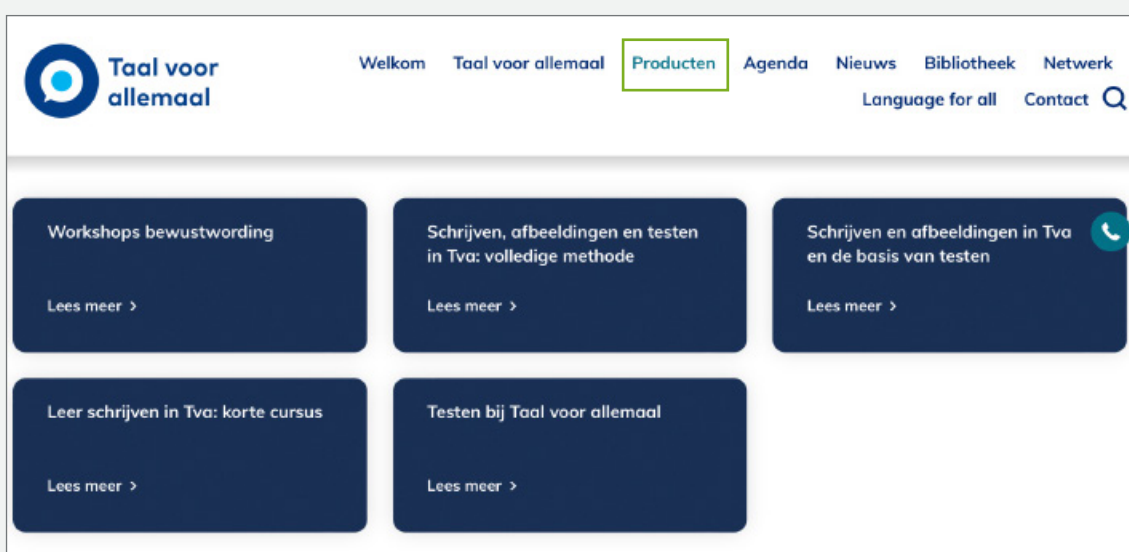 Taal voor
allemaal
Welkom Taal voor allemaal Producten Agenda Nieuws Bibliotheek Netwerk
Language for all Contact
Workshops bewustwording
Lees meer >
Schrijven, afbeeldingen en testen
in Tva: volledige methode
Lees meer >
Schrijven en afbeeldingen in Tva
en de basis van testen
Lees meer >
Leer schrijven in Tva: korte cursus
Lees meer >
Testen bij Taal voor allemaal
Lees meer >